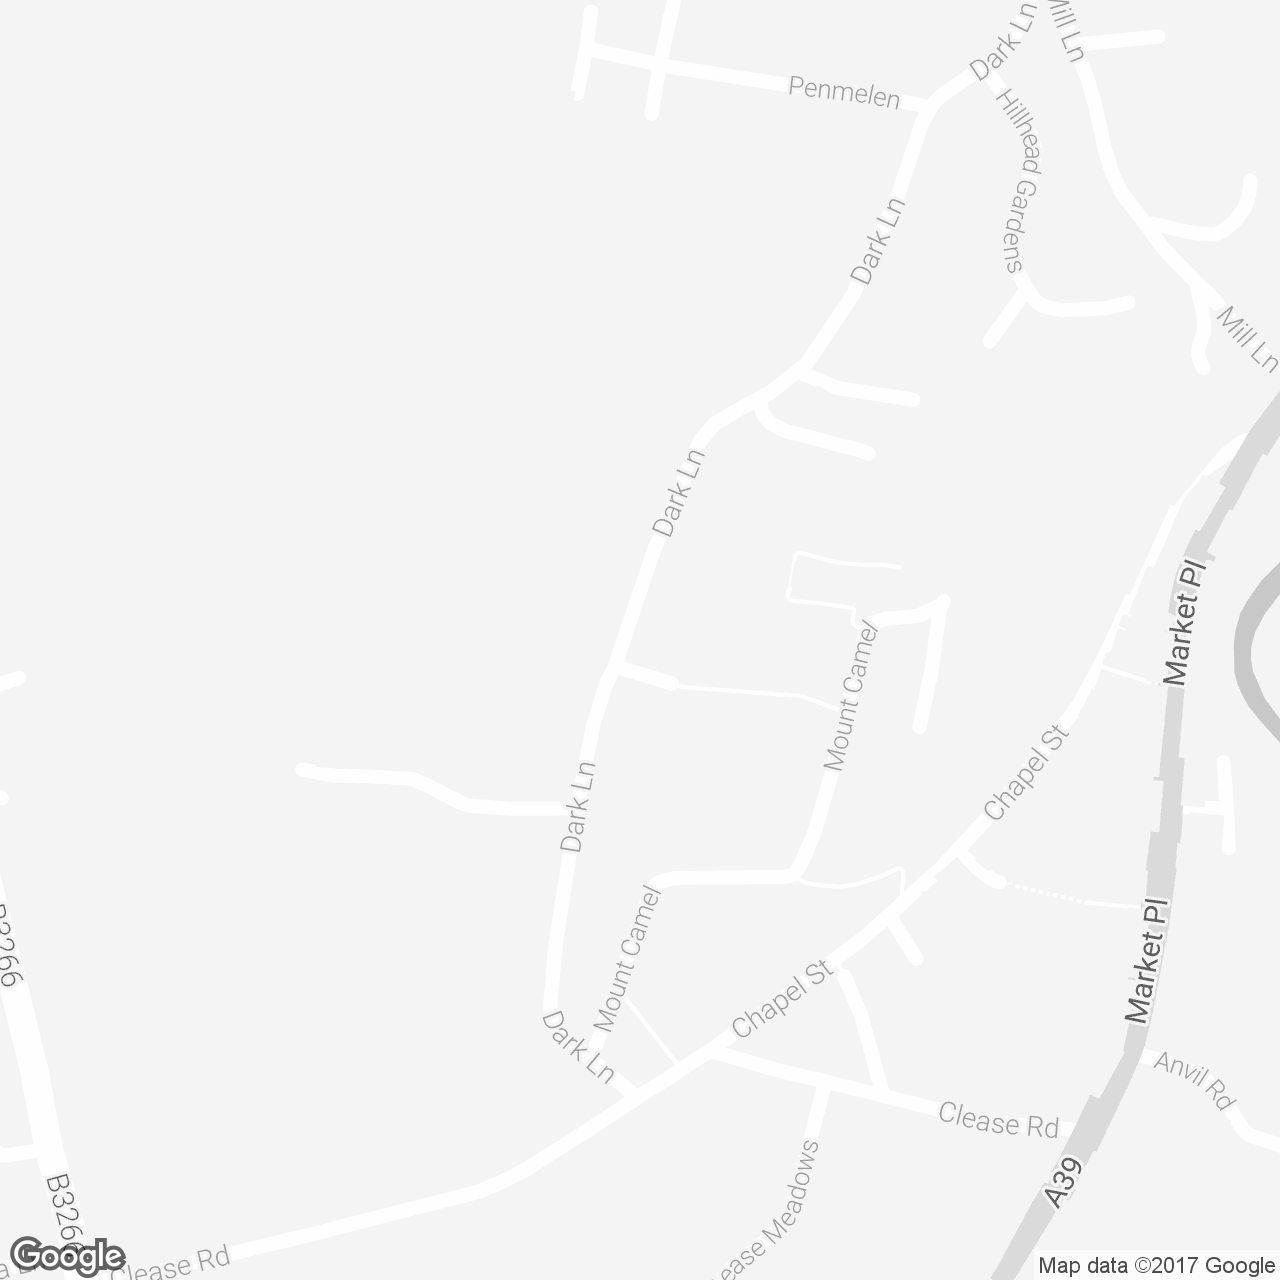 Mill Ln
Dark Ln
Penmelen
Hillhead Gardens
Dark Ln
Mill Ln
Dark Ln
Market Pl
Mount Camel
Chapel St
Dark Ln
Mount Camel
B3266
Market Pl
Chapel St
Dark Ln
Anvil Rd
Clease Rd
A39
B3266
Clease Rd
Meadows
Google
Map data ©2017 Google